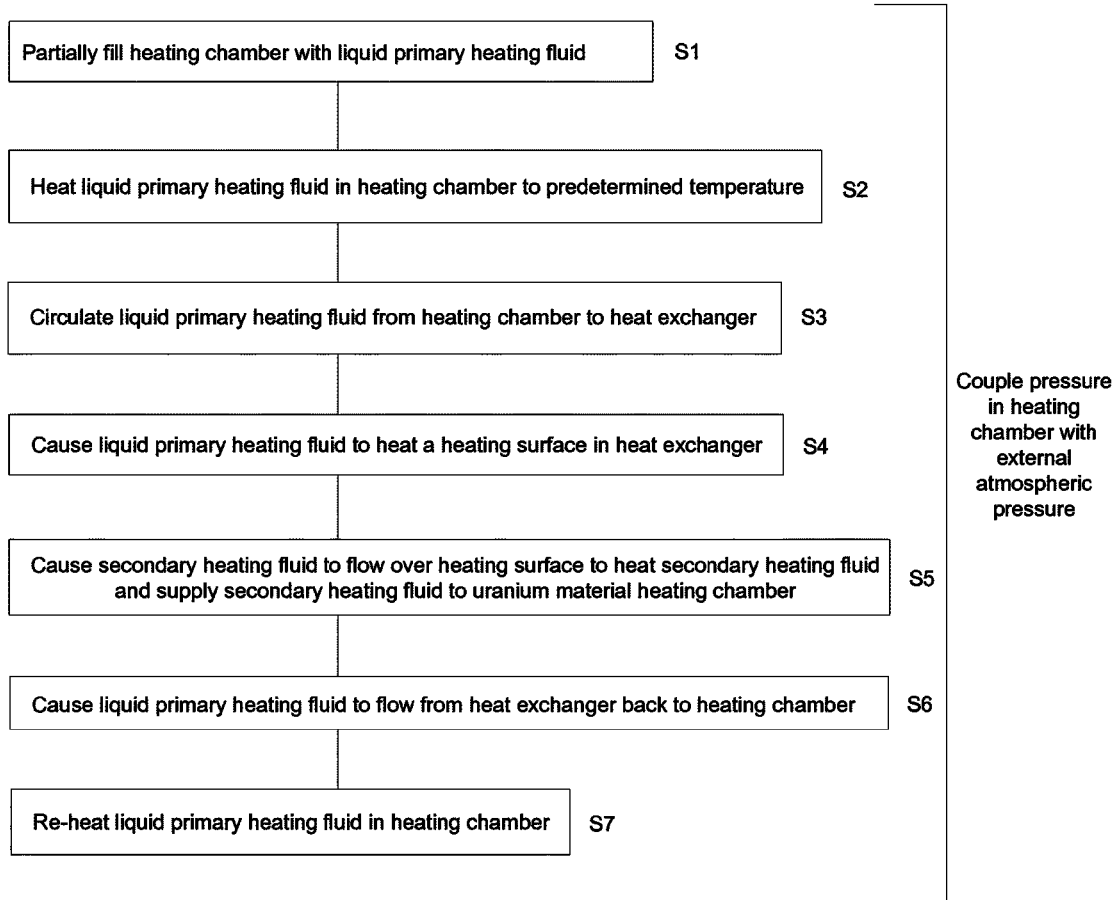 Partially fill heating chamber with liquid primary heating fluid S1
Heat liquid primary heating fluid in heating chamber to predetermined temperature S2
Circulate liquid primary heating fluid from heating chamber to heat exchanger S3
Cause liquid primary heating fluid to heat a heating surface in heat exchanger S4
Cause secondary heating fluid to flow over heating surface to heat secondary heating fluid
and supply secondary heating fluid to uranium material heating chamber S5
Cause liquid primary heating fluid to flow from heat exchanger back to heating chamber S6
Re-heat liquid primary heating fluid in heating chamber S7
Couple pressure
in heating
chamber with
external
atmospheric
pressure